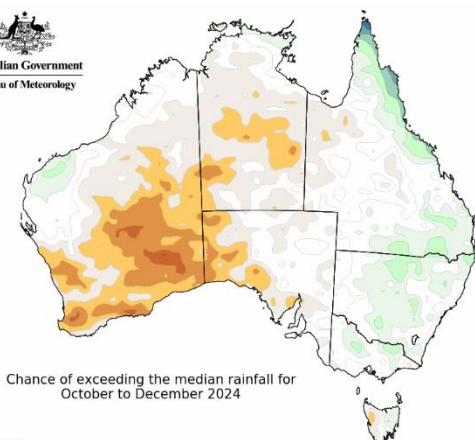 lian Government
u of Meteorology
Chance of exceeding the median rainfall for
October to December 2024